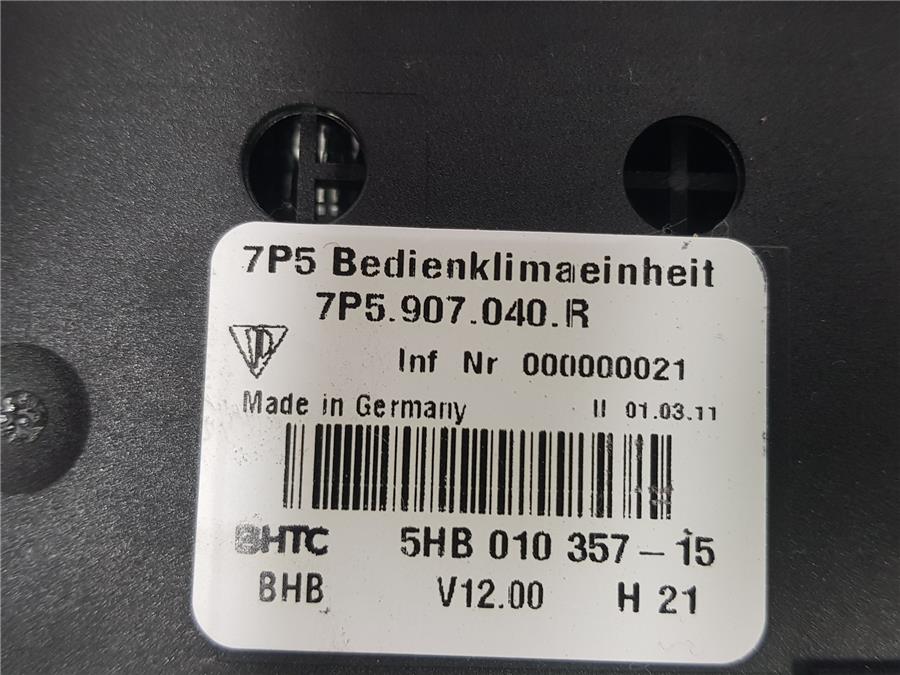 7P5 Bedienklimaeinheit
7P5.907.040.R
Inf Nr 000000021
Made in Germany II 01.03.11
BHTC 5HB 010 357-15
BHB V12.00 H 21